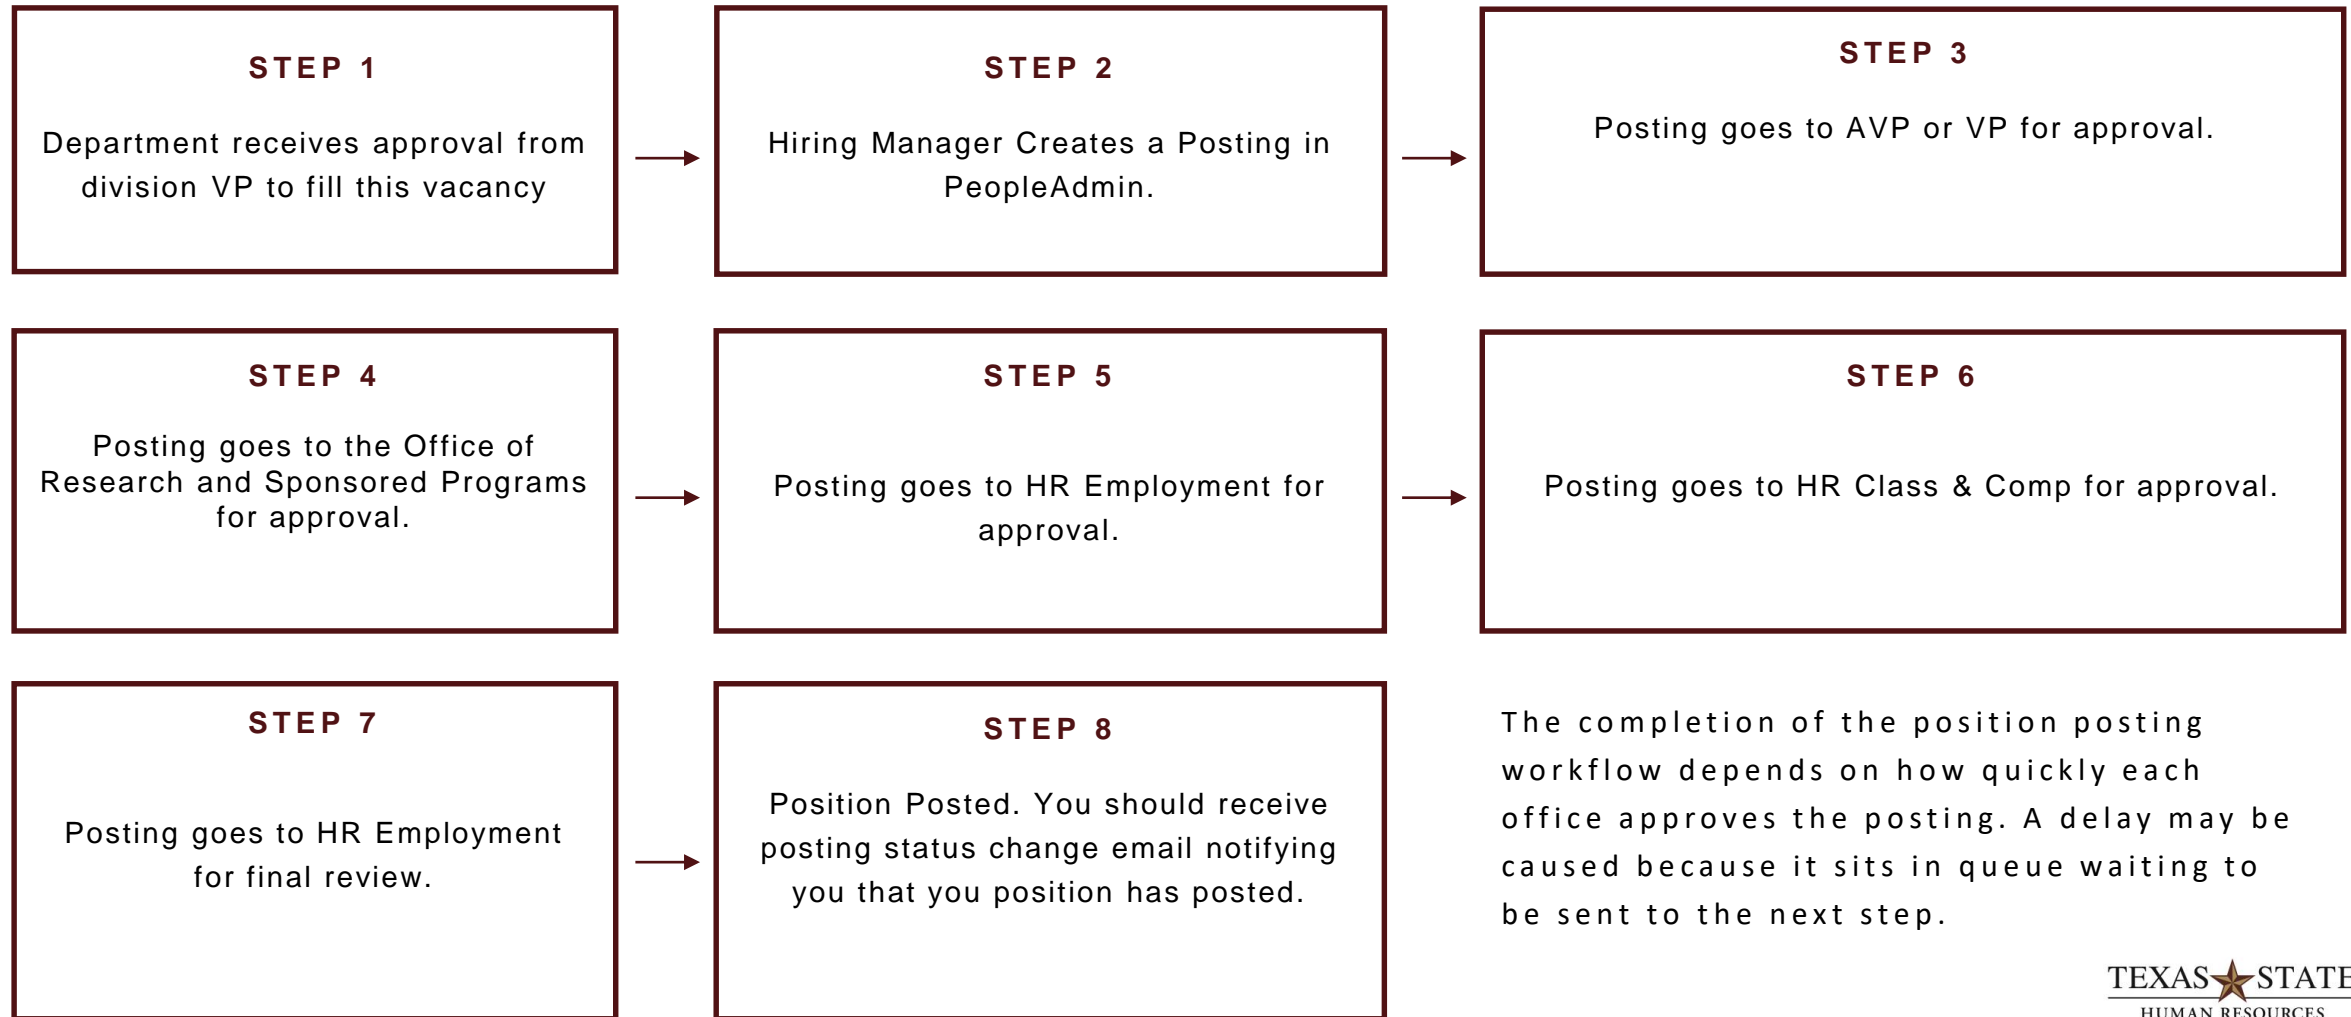 STEP 1
Department receives approval from
division VP to fill this vacancy
STEP 2
Hiring Manager Creates a Posting in
PeopleAdmin.
STEP 3
Posting goes to AVP or VP for approval.
STEP 4
Posting goes to the Office of
Research and Sponsored Programs
for approval.
STEP 5
Posting goes to HR Employment for
approval.
STEP 6
Posting goes to HR Class & Comp for approval.
STEP 7
Posting goes to HR Employment
for final review.
STEP 8
Position Posted. You should receive
posting status change email notifying
you that you position has posted.
The completion of the position posting
workflow depends on how quickly each
office approves the posting. A delay may be
caused because it sits in queue waiting to
be sent to the next step.
TEXAS STATE
HUMAN RESOURCES